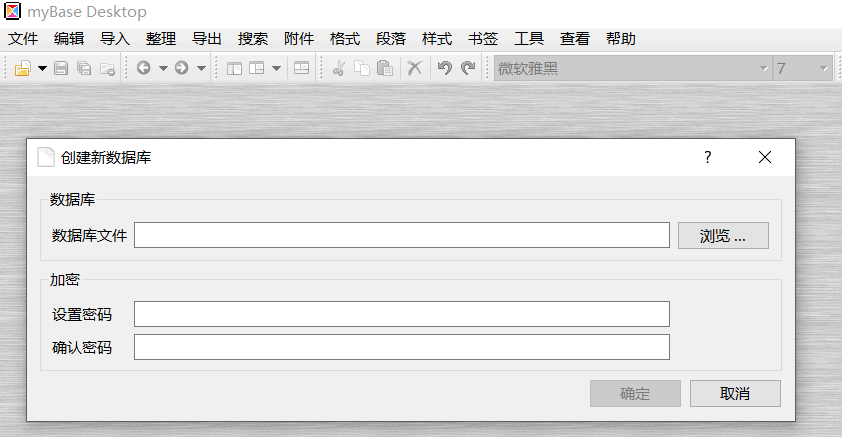 myBase Desktop
文件 编辑 导入 整理 导出 搜索 附件 格式 段落 样式 书签 工具 查看 帮助
微软雅黑 7
创建新数据库 ?
数据库
数据库文件 浏览 ...
加密
设置密码
确认密码
确定 取消